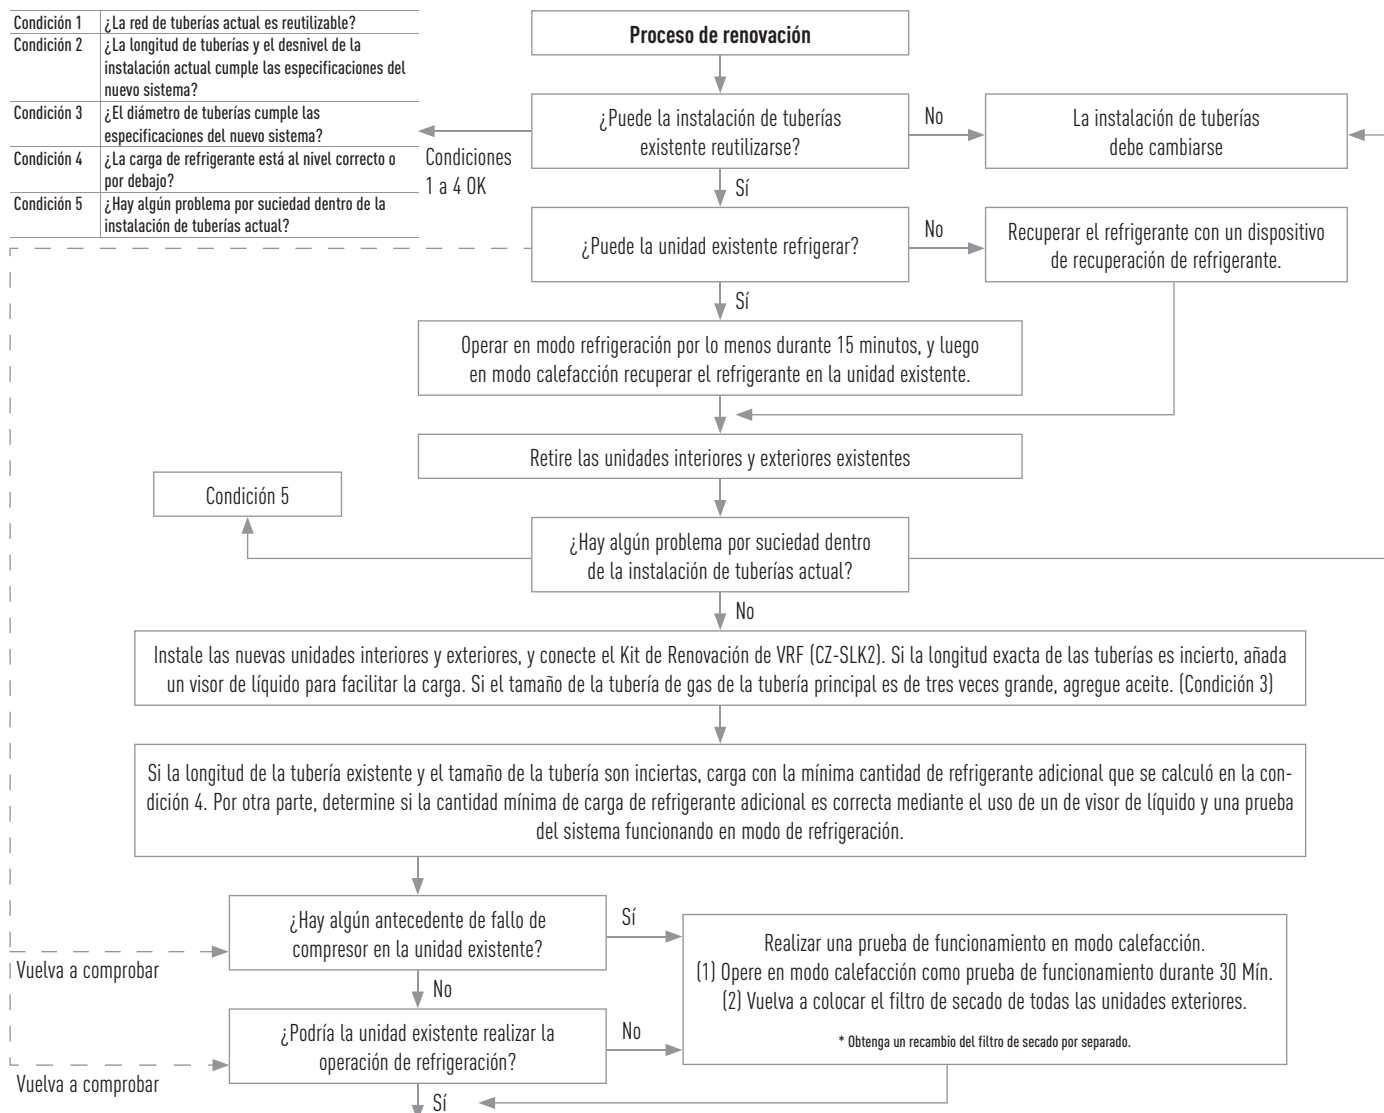 Condición 1 ¿La red de tuberías actual es reutilizable?
Condición 2 ¿La longitud de tuberías y el desnivel de la
instalación actual cumple las especificaciones del
nuevo sistema?
Condición 3 ¿El diámetro de tuberías cumple las
especificaciones del nuevo sistema?
Condición 4 ¿La carga de refrigerante está al nivel correcto o
por debajo?
Condición 5 ¿Hay algún problema por suciedad dentro de la
instalación de tuberías actual?
Proceso de renovación
¿Puede la instalación de tuberías
existente reutilizarse?
No
La instalación de tuberías
debe cambiarse
Condiciones
1 a 4 OK
Sí
¿Puede la unidad existente refrigerar?
No
Recuperar el refrigerante con un dispositivo
de recuperación de refrigerante.
Sí
Operar en modo refrigeración por lo menos durante 15 minutos, y luego
en modo calefacción recuperar el refrigerante en la unidad existente.
Retire las unidades interiores y exteriores existentes
Condición 5
¿Hay algún problema por suciedad dentro
de la instalación de tuberías actual?
No
Instale las nuevas unidades interiores y exteriores, y conecte el Kit de Renovación de VRF (CZ-SLK2). Si la longitud exacta de las tuberías es incierto, añada
un visor de líquido para facilitar la carga. Si el tamaño de la tubería de gas de la tubería principal es de tres veces grande, agregue aceite. (Condición 3)
Si la longitud de la tubería existente y el tamaño de la tubería son inciertas, carga con la mínima cantidad de refrigerante adicional que se calculó en la con-
dición 4. Por otra parte, determine si la cantidad mínima de carga de refrigerante adicional es correcta mediante el uso de un de visor de líquido y una prueba
del sistema funcionando en modo de refrigeración.
¿Hay algún antecedente de fallo de
compresor en la unidad existente?
Sí
Vuelva a comprobar
No
Realizar una prueba de funcionamiento en modo calefacción.
(1) Opere en modo calefacción como prueba de funcionamiento durante 30 Mín.
(2) Vuelva a colocar el filtro de secado de todas las unidades exteriores.
* Obtenga un recambio del filtro de secado por separado.
¿Podría la unidad existente realizar la
operación de refrigeración?
No
Vuelva a comprobar
Sí